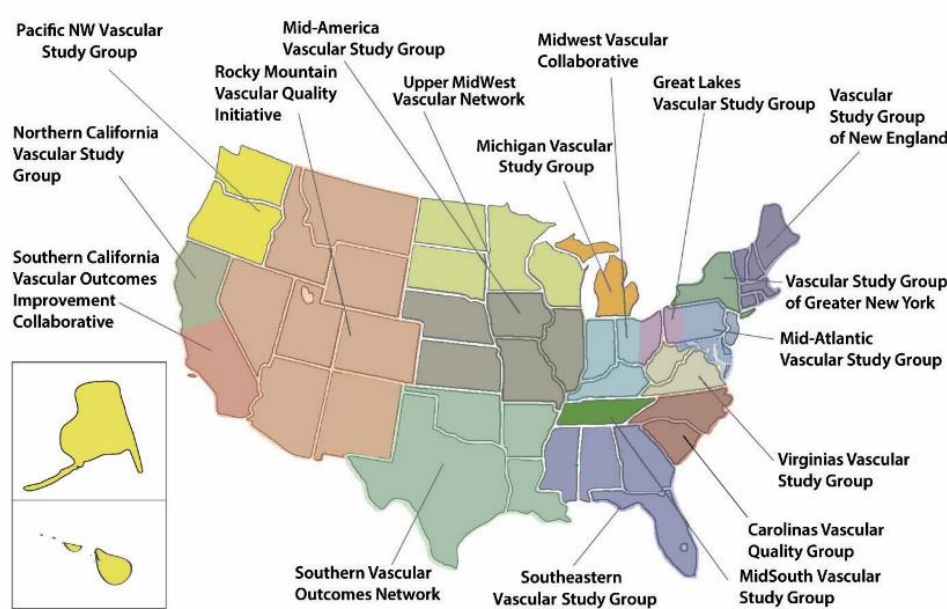 Pacific NW Vascular
Study Group
Mid-America
Vascular Study Group
Midwest Vascular
Collaborative
Rocky Mountain
Vascular Quality
Initiative
Upper MidWest
Vascular Network
Great Lakes
Vascular Study Group
Vascular
Study Group
of New England
Northern California
Vascular Study
Group
Michigan Vascular
Study Group
Southern California
Vascular Outcomes
Improvement
Collaborative
Vascular Study Group
of Greater New York
Mid-Atlantic
Vascular Study Group
Virginias Vascular
Study Group
Carolinas Vascular
Quality Group
MidSouth Vascular
Study Group
Southern Vascular
Outcomes Network
Southeastern
Vascular Study Group